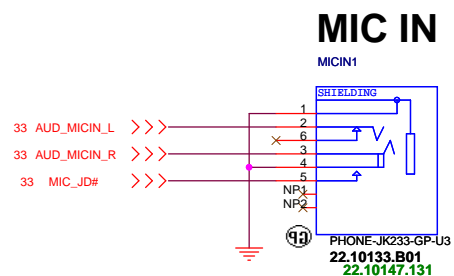 MIC IN
MICIN1
SHIELDING
1
33 AUD_MICIN_L 2
6
33 AUD_MICIN_R 3
4
33 MIC_JD# 5
NP1
NP2
GP
PHONE-JK233-GP-U3
22.10133.B01
22.10147.131